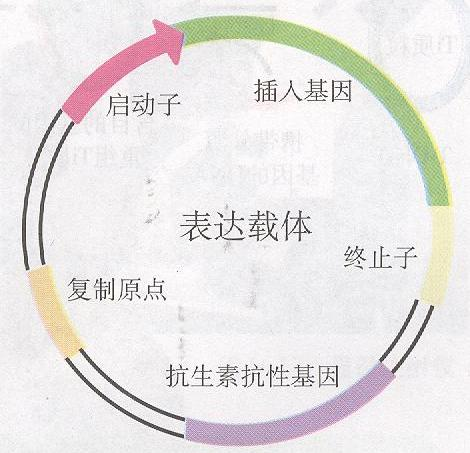 启动子
插入基因
表达载体
终止子
复制原点
抗生素抗性基因